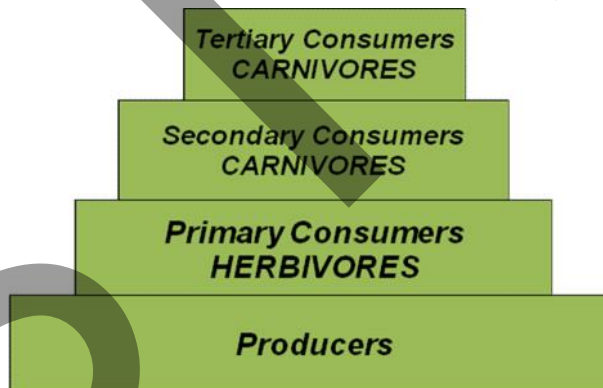 Tertiary Consumers
CARNIVORES
Secondary Consumers
CARNIVORES
Primary Consumers
HERBIVORES
Producers